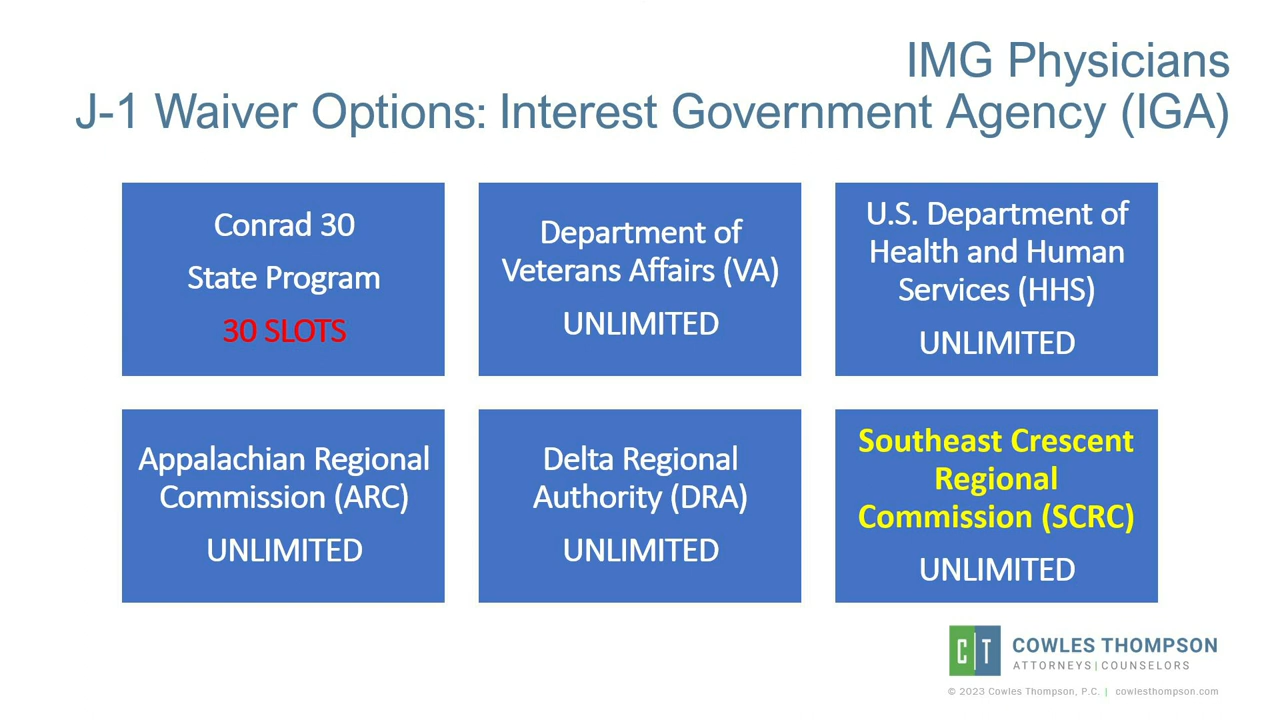 IMG Physicians
J-1 Waiver Options: Interest Government Agency (IGA)
Conrad 30
State Program
30 SLOTS
Department of
Veterans Affairs (VA)
UNLIMITED
U.S. Department of
Health and Human
Services (HHS)
UNLIMITED
Appalachian Regional
Commission (ARC)
UNLIMITED
Delta Regional
Authority (DRA)
UNLIMITED
Southeast Crescent
Regional
Commission (SCRC)
UNLIMITED
C|T
COWLES THOMPSON
ATTORNEYS|COUNSELORS
© 2023 Cowles Thompson, P.C. | cowlesthompson.com